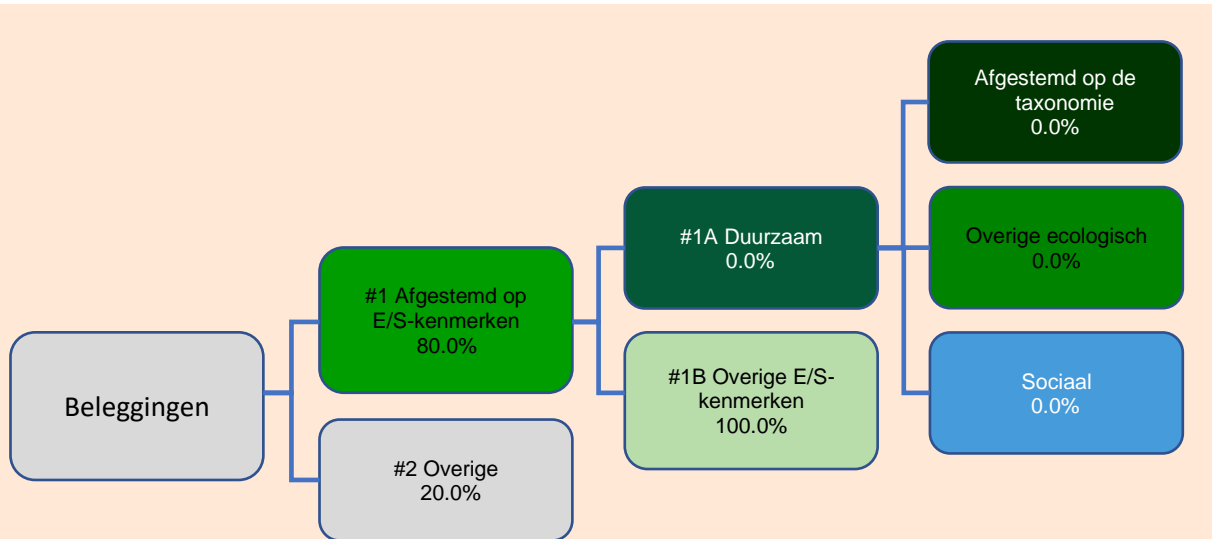 Beleggingen
#1 Afgestemd op
E/S-kenmerken
80.0%
#2 Overige
20.0%
#1A Duurzaam
0.0%
#1B Overige E/S-
kenmerken
100.0%
Afgestemd op de
taxonomie
0.0%
Overige ecologisch
0.0%
Sociaal
0.0%